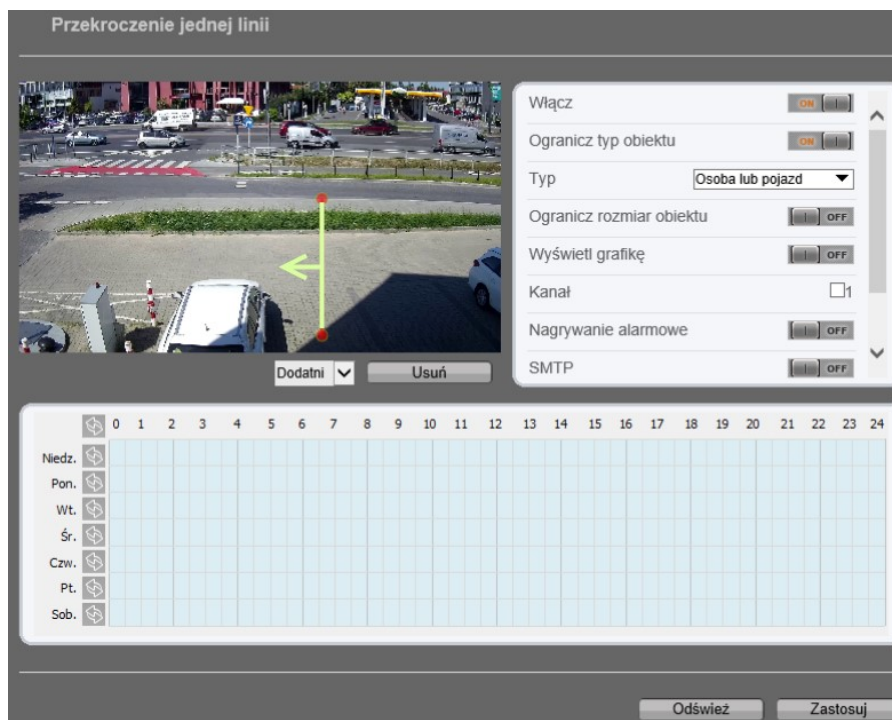 Przekroczenie jednej linii
Włącz ON
Ogranicz typ obiektu ON
Typ Osoba lub pojazd
Ogranicz rozmiar obiektu OFF
Wyświetl grafikę OFF
Kanał 1
Nagrywanie alarmowe OFF
SMTP OFF
Dodatni Usuń
0 1 2 3 4 5 6 7 8 9 10 11 12 13 14 15 16 17 18 19 20 21 22 23 24
Niedz.
Pon.
Wt.
Śr.
Czw.
Pt.
Sob.
Odśwież Zastosuj